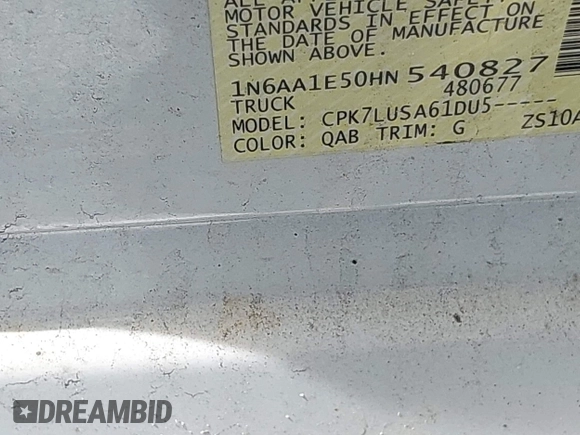 MOTOR VEHICLE SAFETY
STANDARDS IN EFFECT ON
THE DATE OF MANUFACTURE
SHOWN ABOVE.
1N6AA1E50HN 540827
TRUCK 480677
MODEL: CPK7LUSA61DU5-----
COLOR: QAB TRIM: G ZS10A
DREAMBID